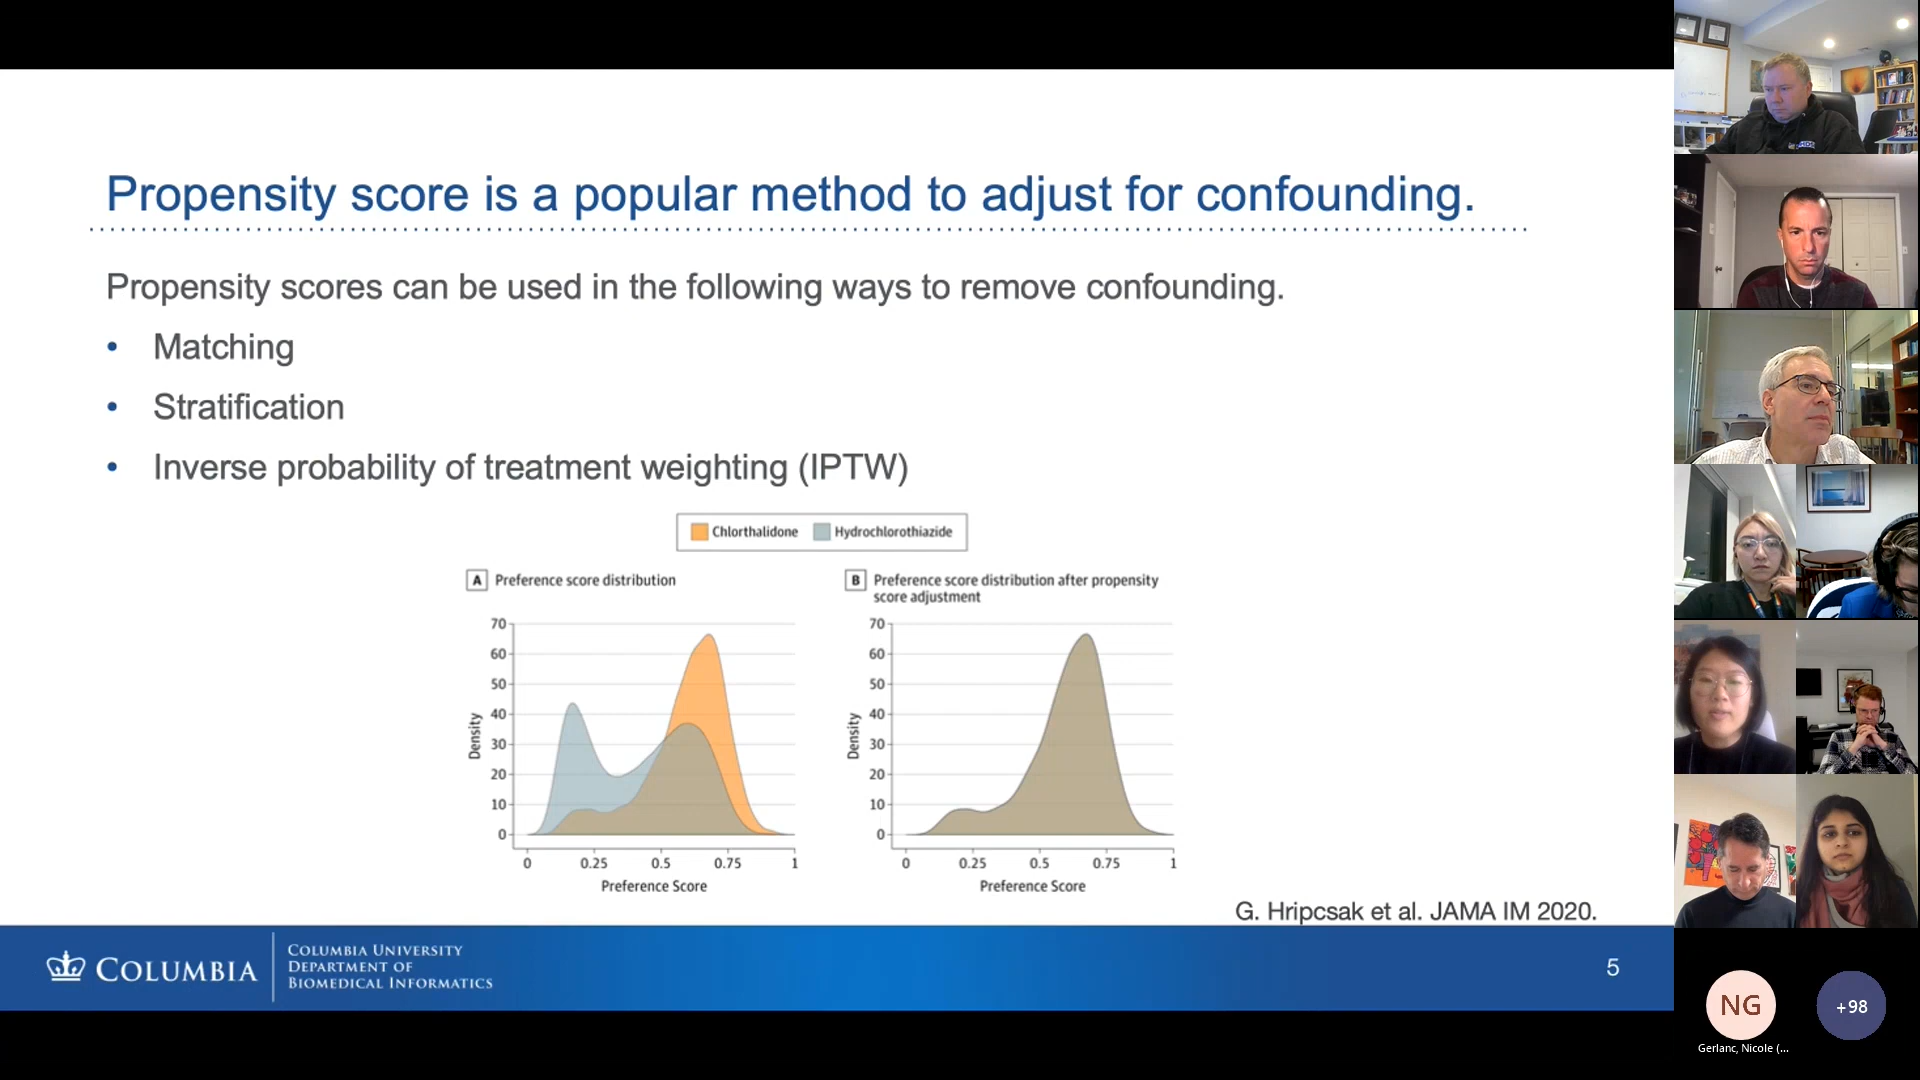 Propensity score is a popular method to adjust for confounding.
Propensity scores can be used in the following ways to remove confounding.
• Matching
• Stratification
• Inverse probability of treatment weighting (IPTW)
Chlorthalidone Hydrochlorothiazide
A Preference score distribution
70
60
50
40
30
20
10
0
Density
0 0.25 0.5 0.75 1
Preference Score
B Preference score distribution after propensity
score adjustment
70
60
50
40
30
20
10
0
Density
0 0.25 0.5 0.75 1
Preference Score
G. Hripcsak et al. JAMA IM 2020.
COLUMBIA
COLUMBIA UNIVERSITY
DEPARTMENT OF
BIOMEDICAL INFORMATICS
5
NG
+98
Gerlanc, Nicole (...